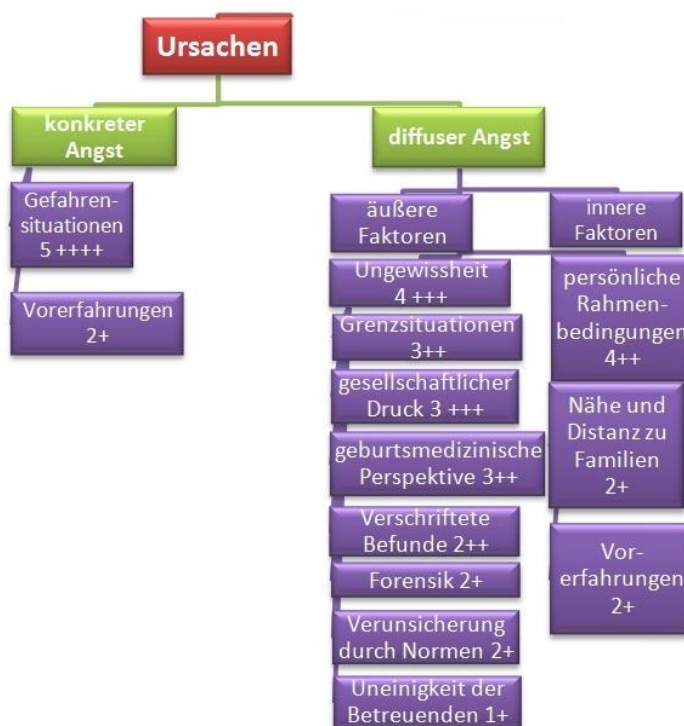 Ursachen
konkreter
Angst
Gefahren-
situationen
5 ++++
Vorerfahrungen
2+
diffuser Angst
äußere
Faktoren
Ungewissheit
4 +++
Grenzsituationen
3++
gesellschaftlicher
Druck 3 +++
geburtsmedizinische
Perspektive 3++
Verschriftete
Befunde 2++
Forensik 2+
Verunsicherung
durch Normen 2+
Uneinigkeit der
Betreuenden 1+
innere
Faktoren
persönliche
Rahmen-
bedingungen
4++
Nähe und
Distanz zu
Familien
2+
Vor-
erfahrungen
2+